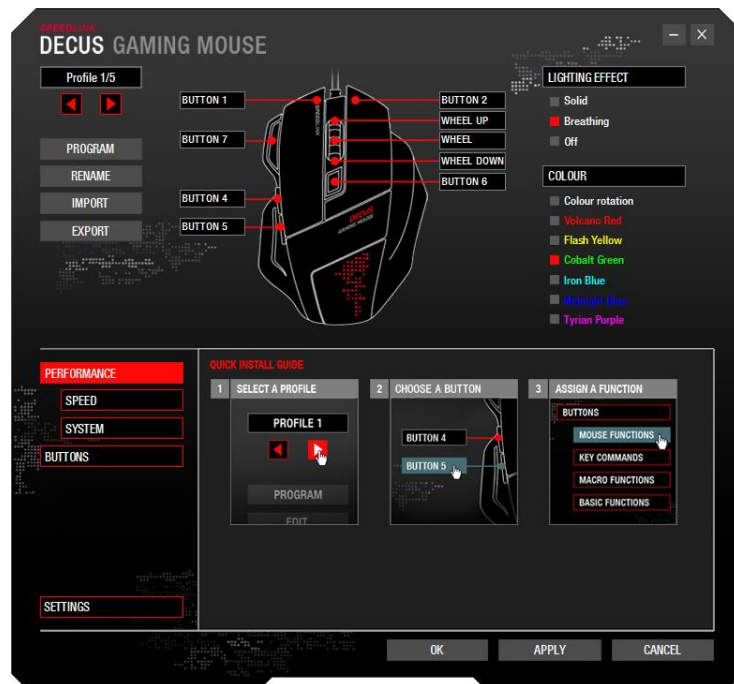 SPEEDLINK
DECUS GAMING MOUSE
Profile 1/5
PROGRAM
RENAME
IMPORT
EXPORT
BUTTON 1
BUTTON 7
BUTTON 4
BUTTON 5
BUTTON 2
WHEEL UP
WHEEL
WHEEL DOWN
BUTTON 6
SPEEDLINK
DECUS
GAMING MOUSE
LIGHTING EFFECT
Solid
Breathing
Off
COLOUR
Colour rotation
Volcano Red
Flash Yellow
Cobalt Green
Iron Blue
Midnight Blue
Tyrian Purple
PERFORMANCE
SPEED
SYSTEM
BUTTONS
SETTINGS
QUICK INSTALL GUIDE
1 SELECT A PROFILE
PROFILE 1
PROGRAM
EDIT
2 CHOOSE A BUTTON
BUTTON 4
BUTTON 5
3 ASSIGN A FUNCTION
BUTTONS
MOUSE FUNCTIONS
KEY COMMANDS
MACRO FUNCTIONS
BASIC FUNCTIONS
OK
APPLY
CANCEL